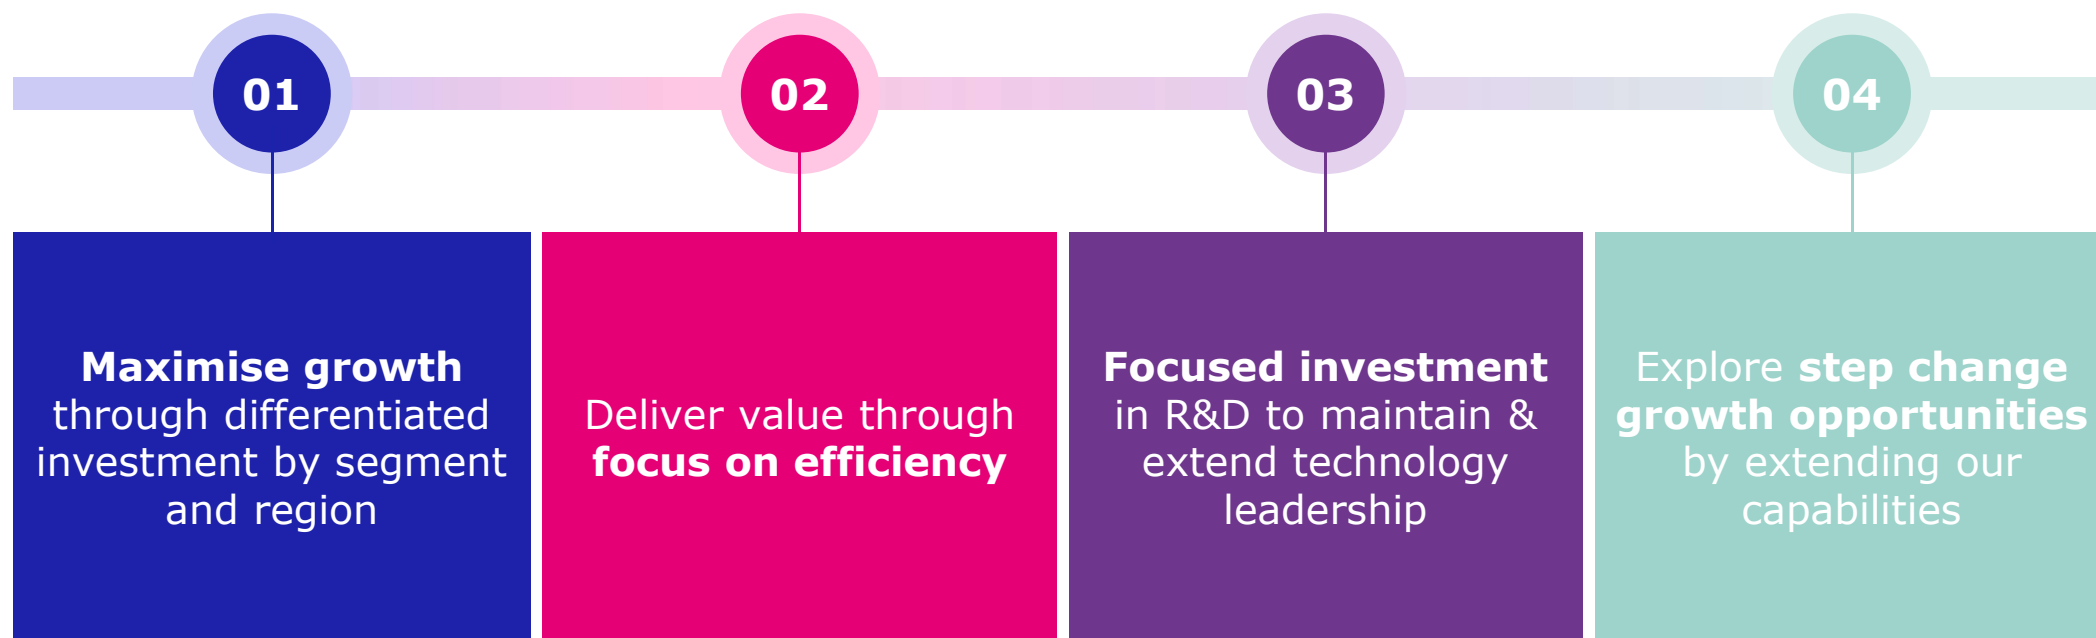 01
02
03
04
Maximise growth
through differentiated
investment by segment
and region
Deliver value through
focus on efficiency
Focused investment
in R&D to maintain &
extend technology
leadership
Explore step change
growth opportunities
by extending our
capabilities